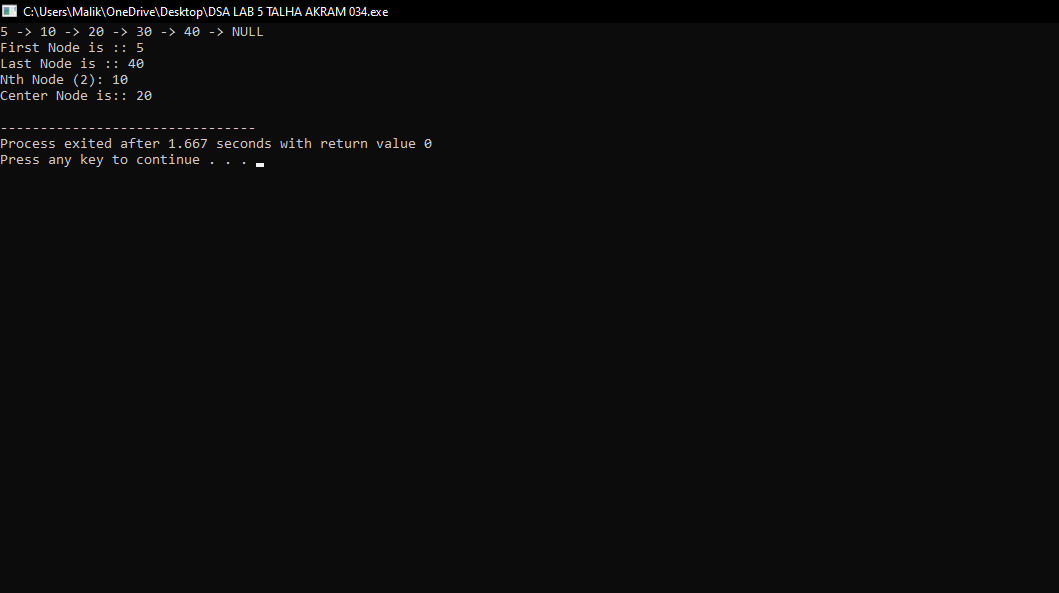 C:\Users\Malik\OneDrive\Desktop\DSA LAB 5 TALHA AKRAM 034.exe
5 -> 10 -> 20 -> 30 -> 40 -> NULL
First Node is :: 5
Last Node is :: 40
Nth Node (2): 10
Center Node is:: 20
--------------------------------
Process exited after 1.667 seconds with return value 0
Press any key to continue . . .